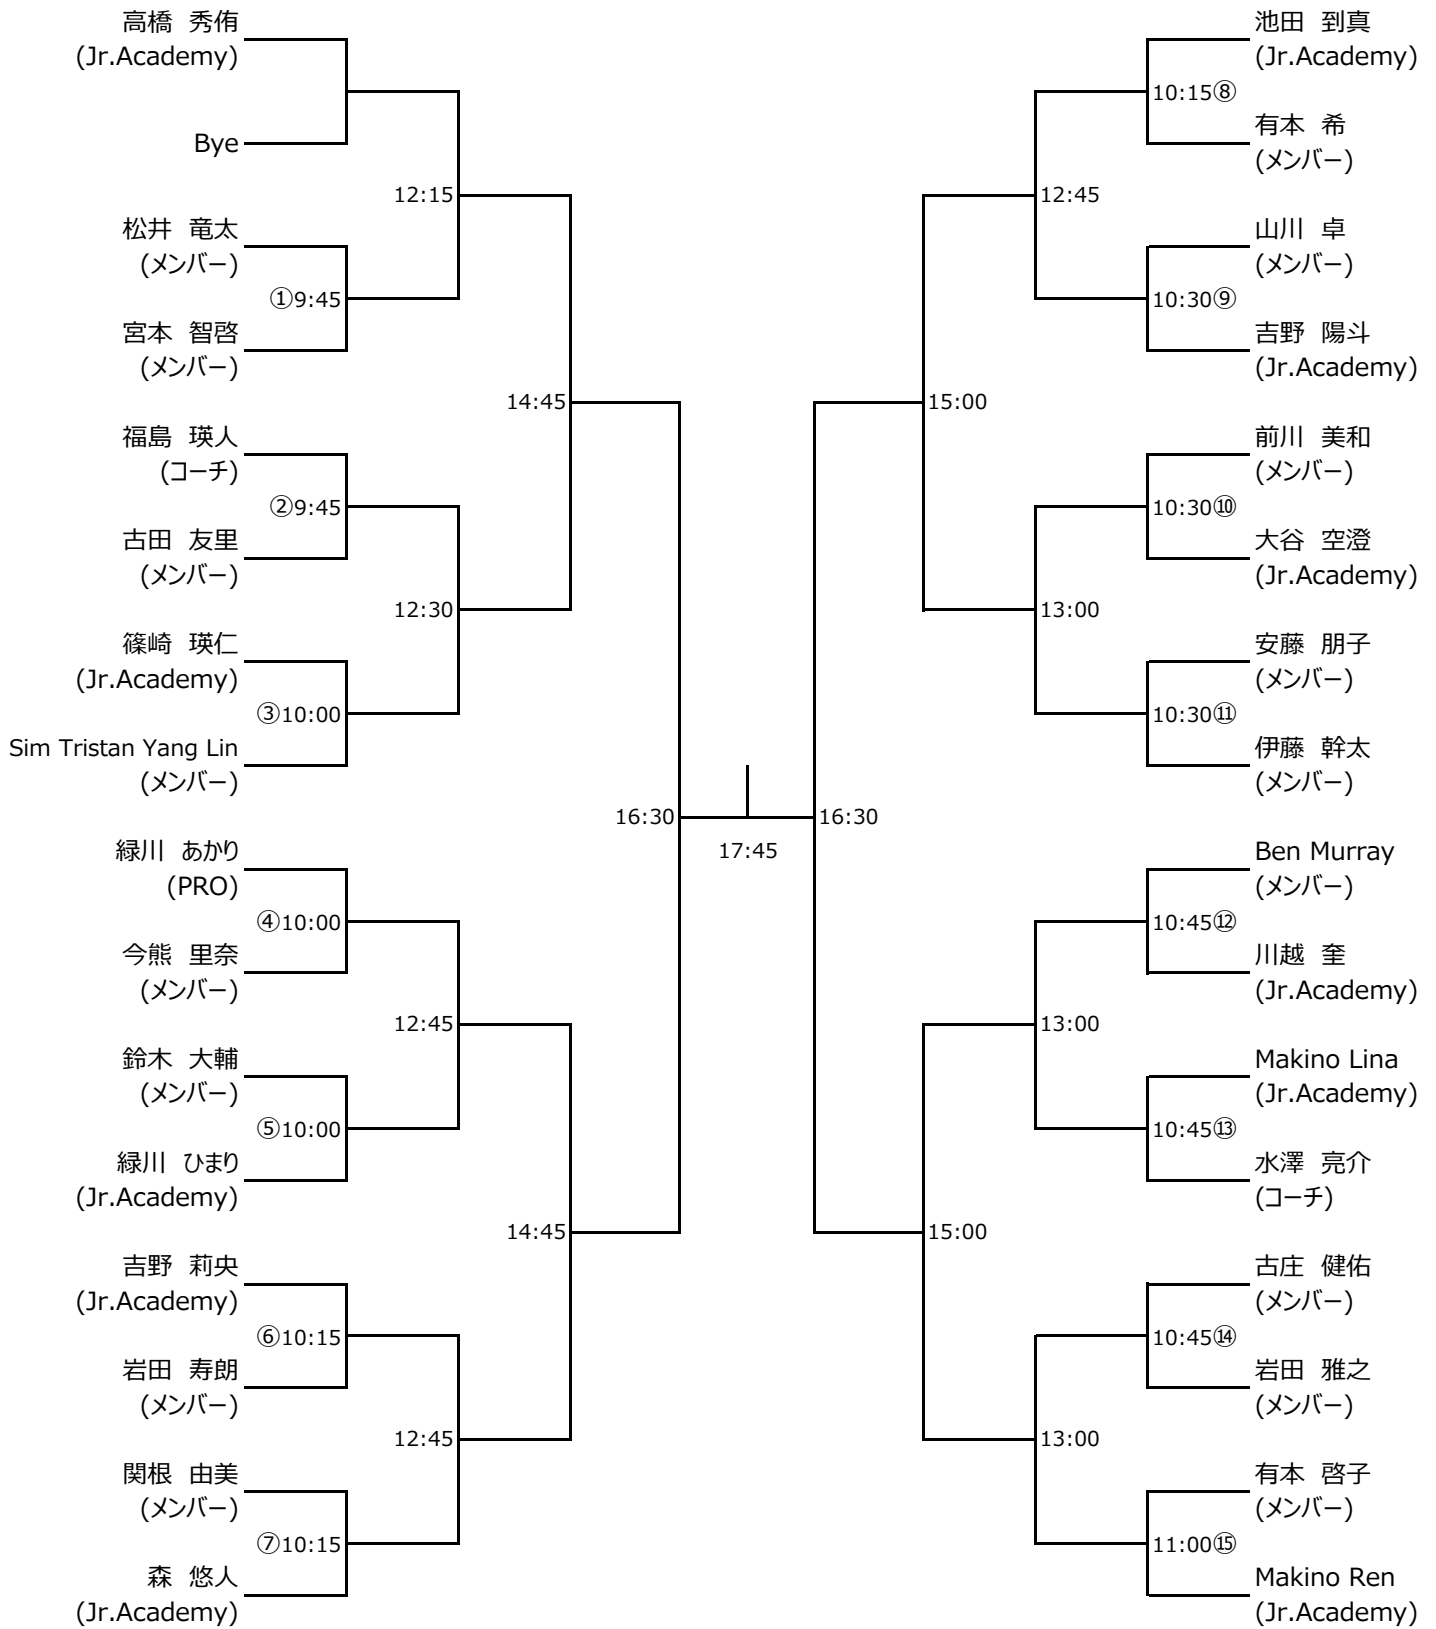 高橋　秀侑
(Jr.Academy)
Bye
12:15
松井　竜太
(メンバー)
①9:45
宮本　智啓
(メンバー)
14:45
福島　瑛人
(コーチ)
②9:45
古田　友里
(メンバー)
12:30
篠崎　瑛仁
(Jr.Academy)
③10:00
Sim Tristan Yang Lin
(メンバー)
16:30
緑川　あかり
(PRO)
④10:00
今熊　里奈
(メンバー)
12:45
鈴木　大輔
(メンバー)
⑤10:00
緑川　ひまり
(Jr.Academy)
14:45
吉野　莉央
(Jr.Academy)
⑥10:15
岩田　寿朗
(メンバー)
12:45
関根　由美
(メンバー)
⑦10:15
森　悠人
(Jr.Academy)
17:45
池田　到真
(Jr.Academy)
10:15⑧
有本　希
(メンバー)
12:45
山川　卓
(メンバー)
10:30⑨
吉野　陽斗
(Jr.Academy)
15:00
前川　美和
(メンバー)
10:30⑩
大谷　空澄
(Jr.Academy)
13:00
安藤　朋子
(メンバー)
10:30⑪
伊藤　幹太
(メンバー)
16:30
Ben Murray
(メンバー)
10:45⑫
川越　奎
(Jr.Academy)
13:00
Makino Lina
(Jr.Academy)
10:45⑬
水澤　亮介
(コーチ)
15:00
古庄　健佑
(メンバー)
10:45⑭
岩田　雅之
(メンバー)
13:00
有本　啓子
(メンバー)
11:00⑮
Makino Ren
(Jr.Academy)